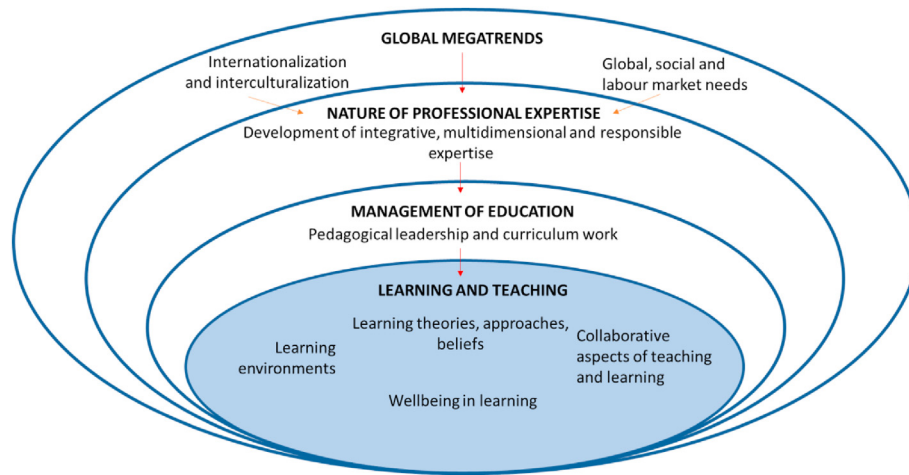 GLOBAL MEGATRENDS
Internationalization
and interculturalization
Global, social and
labour market needs
NATURE OF PROFESSIONAL EXPERTISE
Development of integrative, multidimensional and responsible
expertise
MANAGEMENT OF EDUCATION
Pedagogical leadership and curriculum work
LEARNING AND TEACHING
Learning theories, approaches,
beliefs
Learning
environments
Collaborative
aspects of teaching
and learning
Wellbeing in learning